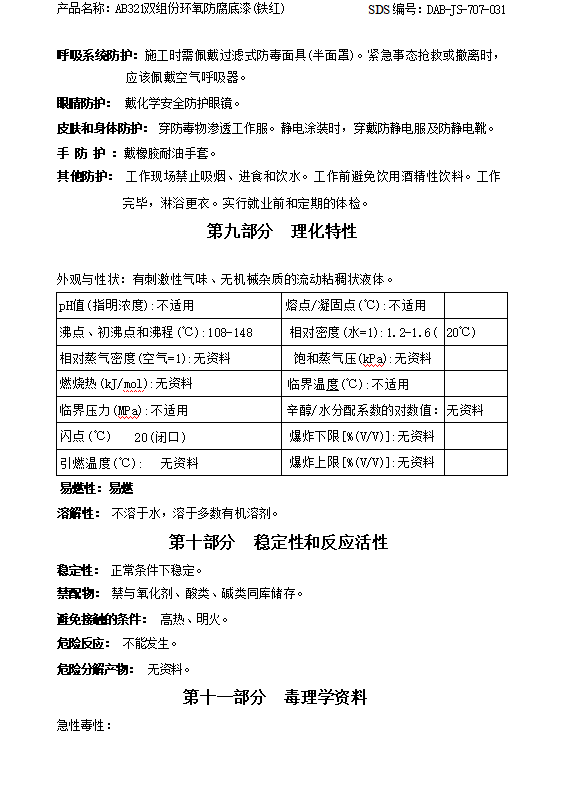 产品名称：AB321双组份环氧防腐底漆(铁红) SDS 编号：DAB-JS-707-031
呼吸系统防护：施工时需佩戴过滤式防毒面具(半面罩)。紧急事态抢救或撤离时，
应该佩戴空气呼吸器。
眼睛防护： 戴化学安全防护眼镜。
皮肤和身体防护： 穿防毒物渗透工作服。静电涂装时，穿戴防静电服及防静电靴。
手 防 护 ：戴橡胶耐油手套。
其他防护： 工作现场禁止吸烟、进食和饮水。工作前避免饮用酒精性饮料。工作
完毕，淋浴更衣。实行就业前和定期的体检。
第九部分 理化特性
外观与性状：有刺激性气味、无机械杂质的流动粘稠状液体。
pH值(指明浓度):不适用 熔点/凝固点(℃):不适用
沸点、初沸点和沸程(℃):108-148 相对密度(水=1):1.2-1.6( 20℃)
相对蒸气密度(空气=1):无资料 饱和蒸气压(kPa):无资料
燃烧热(kJ/mol):无资料 临界温度(℃):不适用
临界压力(MPa):不适用 辛醇/水分配系数的对数值: 无资料
闪点(℃) 20(闭口) 爆炸下限[%(V/V)]:无资料
引燃温度(℃): 无资料 爆炸上限[%(V/V)]:无资料
易燃性：易燃
溶解性： 不溶于水，溶于多数有机溶剂。
第十部分 稳定性和反应活性
稳定性： 正常条件下稳定。
禁配物： 禁与氧化剂、酸类、碱类同库储存。
避免接触的条件： 高热、明火。
危险反应： 不能发生。
危险分解产物： 无资料。
第十一部分 毒理学资料
急性毒性：